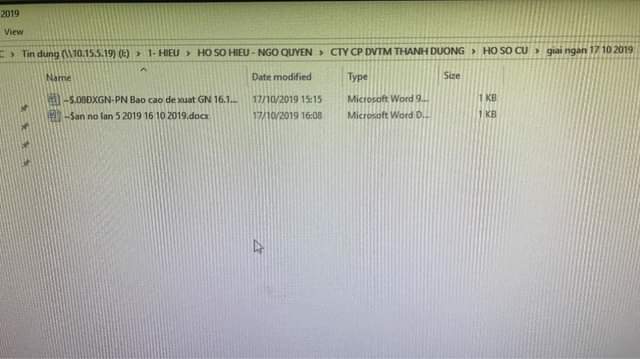 2019
View
Tin dung (\\10.15.5.19) (I:) > 1- HIEU > HO SO HIEU - NGO QUYEN > CTY CP DVTM THANH DUONG > HO SO CU > giai ngan 17 10 2019
Name Date modified Type Size
~$.08ĐXGN-PN Bao cao de xuat GN 16.1... 17/10/2019 15:15 Microsoft Word 9... 1 KB
~$an no lan 5 2019 16 10 2019.docx 17/10/2019 16:08 Microsoft Word D... 1 KB